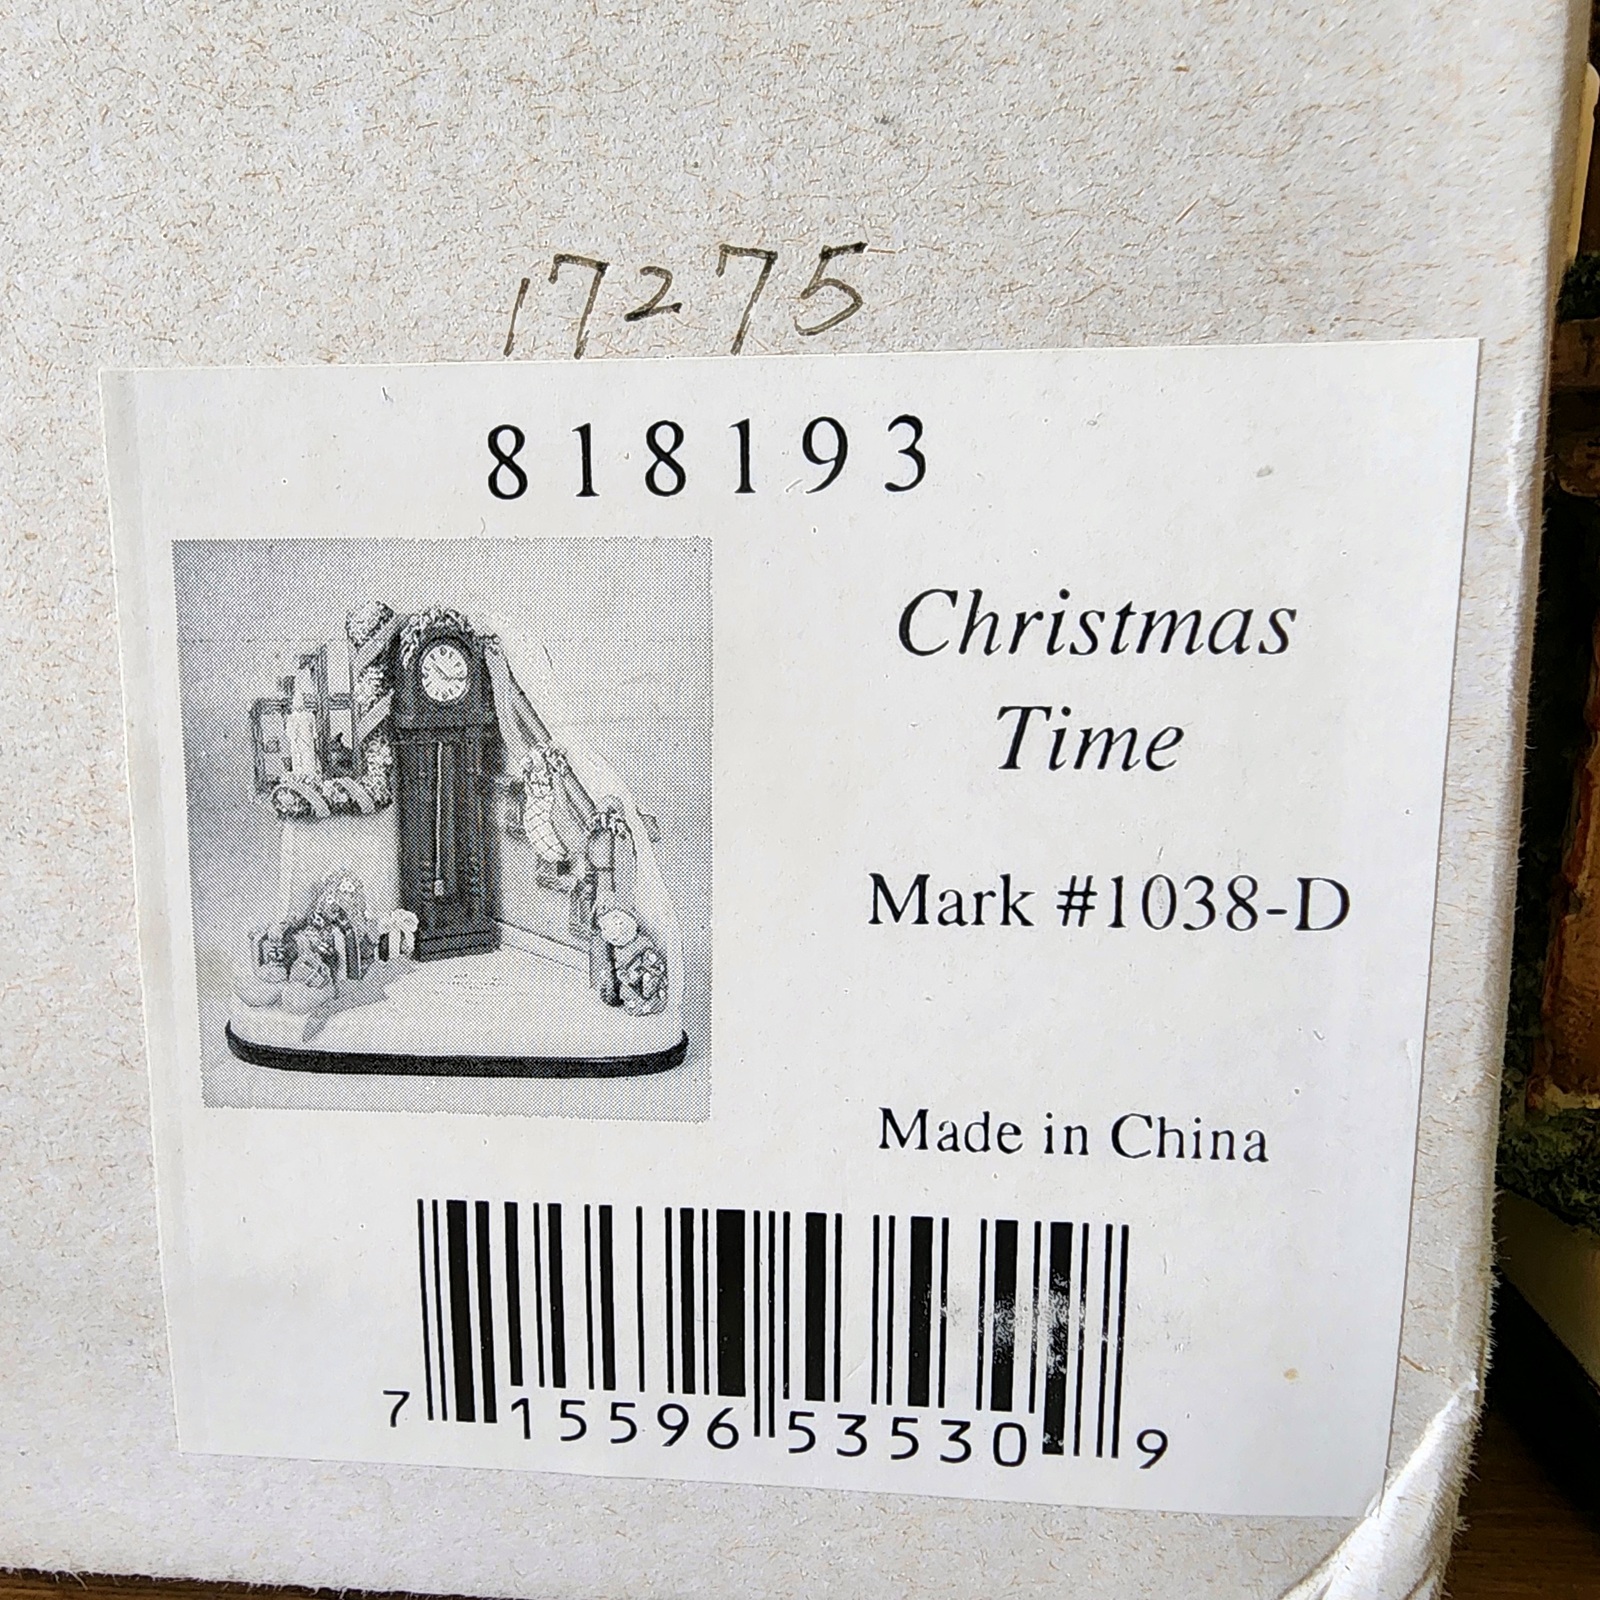 17275
818193
Christmas
Time
Mark #1038-D
Made in China
7 15596 53530 9